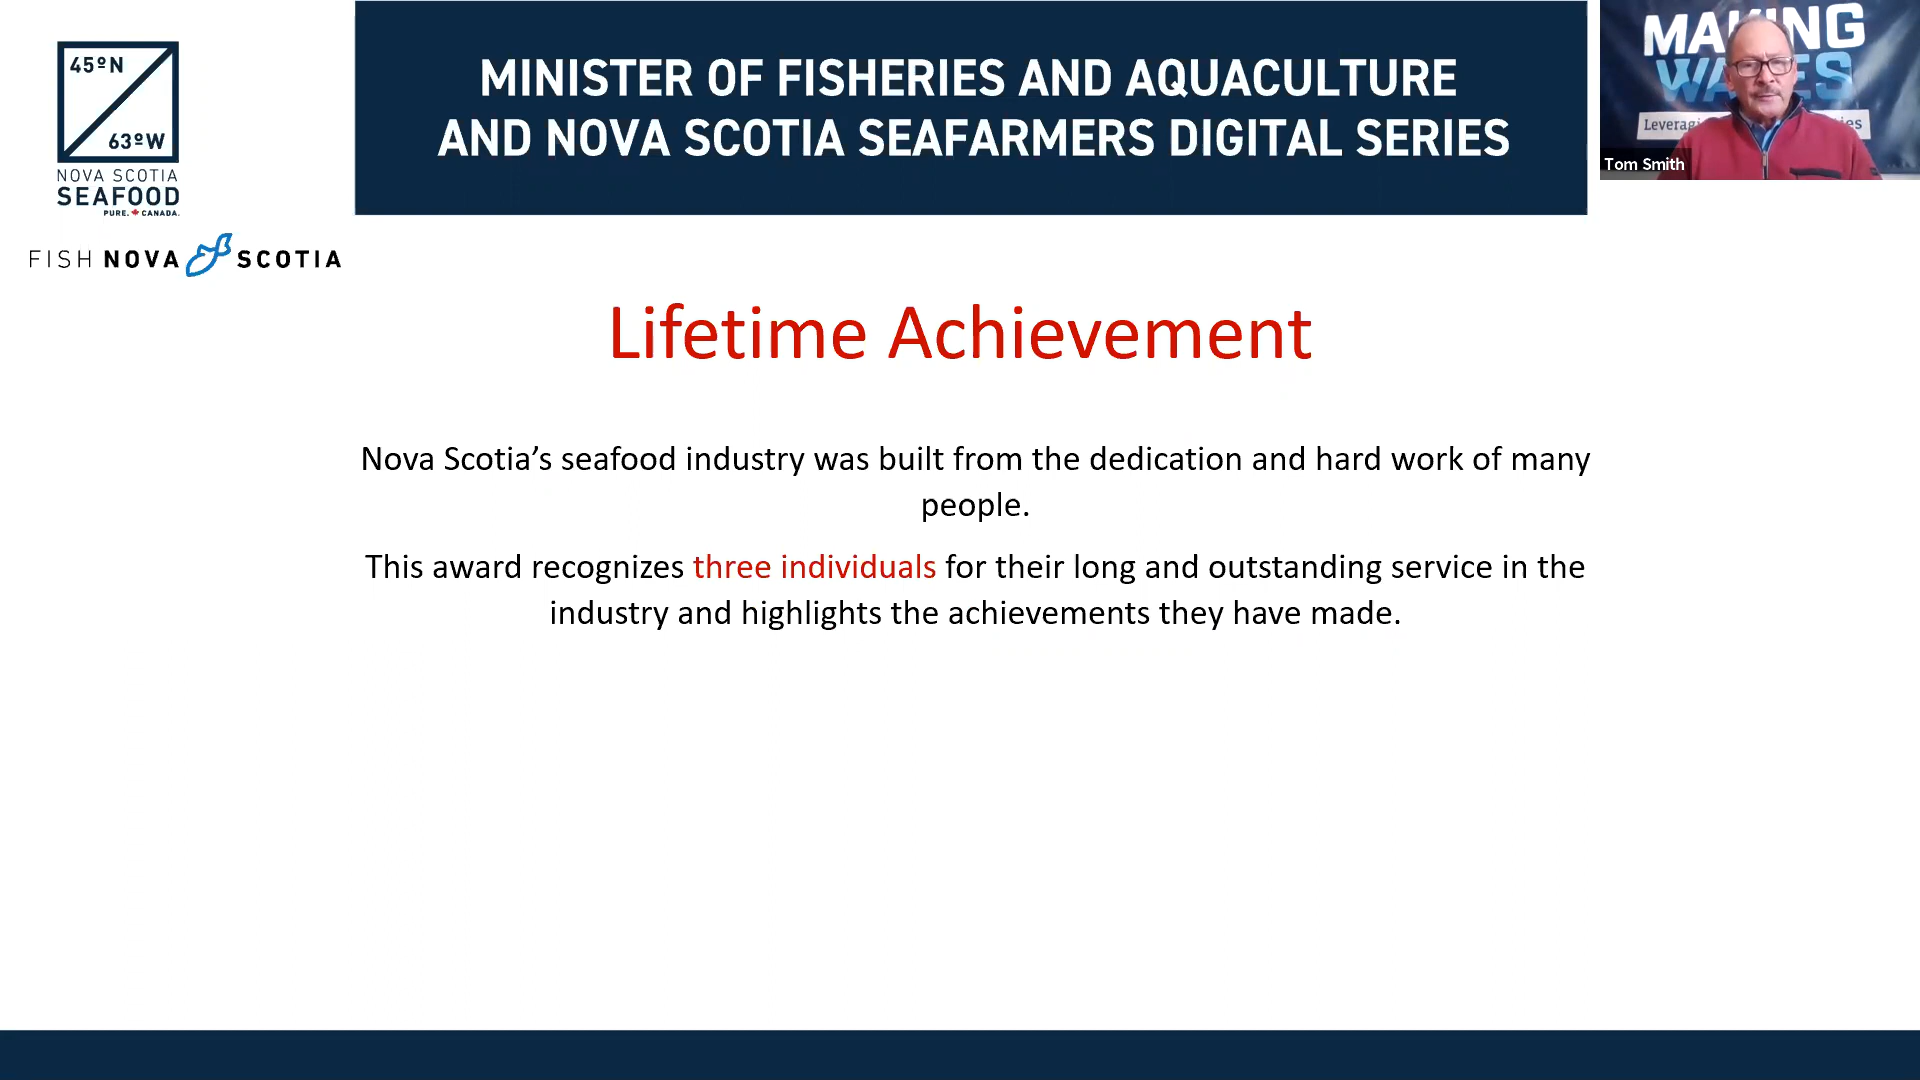 45ºN
63ºW
NOVA SCOTIA
SEAFOOD
PURE. CANADA.
FISH NOVA SCOTIA
MINISTER OF FISHERIES AND AQUACULTURE
AND NOVA SCOTIA SEAFARMERS DIGITAL SERIES
MAKING
WAVES
Tom Smith
Lifetime Achievement
Nova Scotia’s seafood industry was built from the dedication and hard work of many
people.
This award recognizes three individuals for their long and outstanding service in the
industry and highlights the achievements they have made.